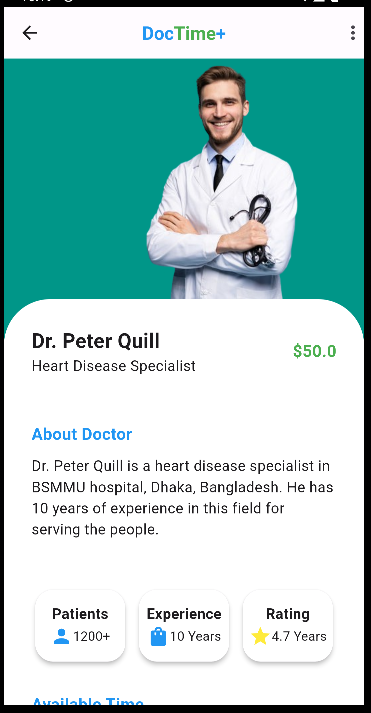 DocTime+
Dr. Peter Quill
Heart Disease Specialist
$50.0
About Doctor
Dr. Peter Quill is a heart disease specialist in
BSMMU hospital, Dhaka, Bangladesh. He has
10 years of experience in this field for
serving the people.
Patients
1200+
Experience
10 Years
Rating
4.7 Years
Available Time